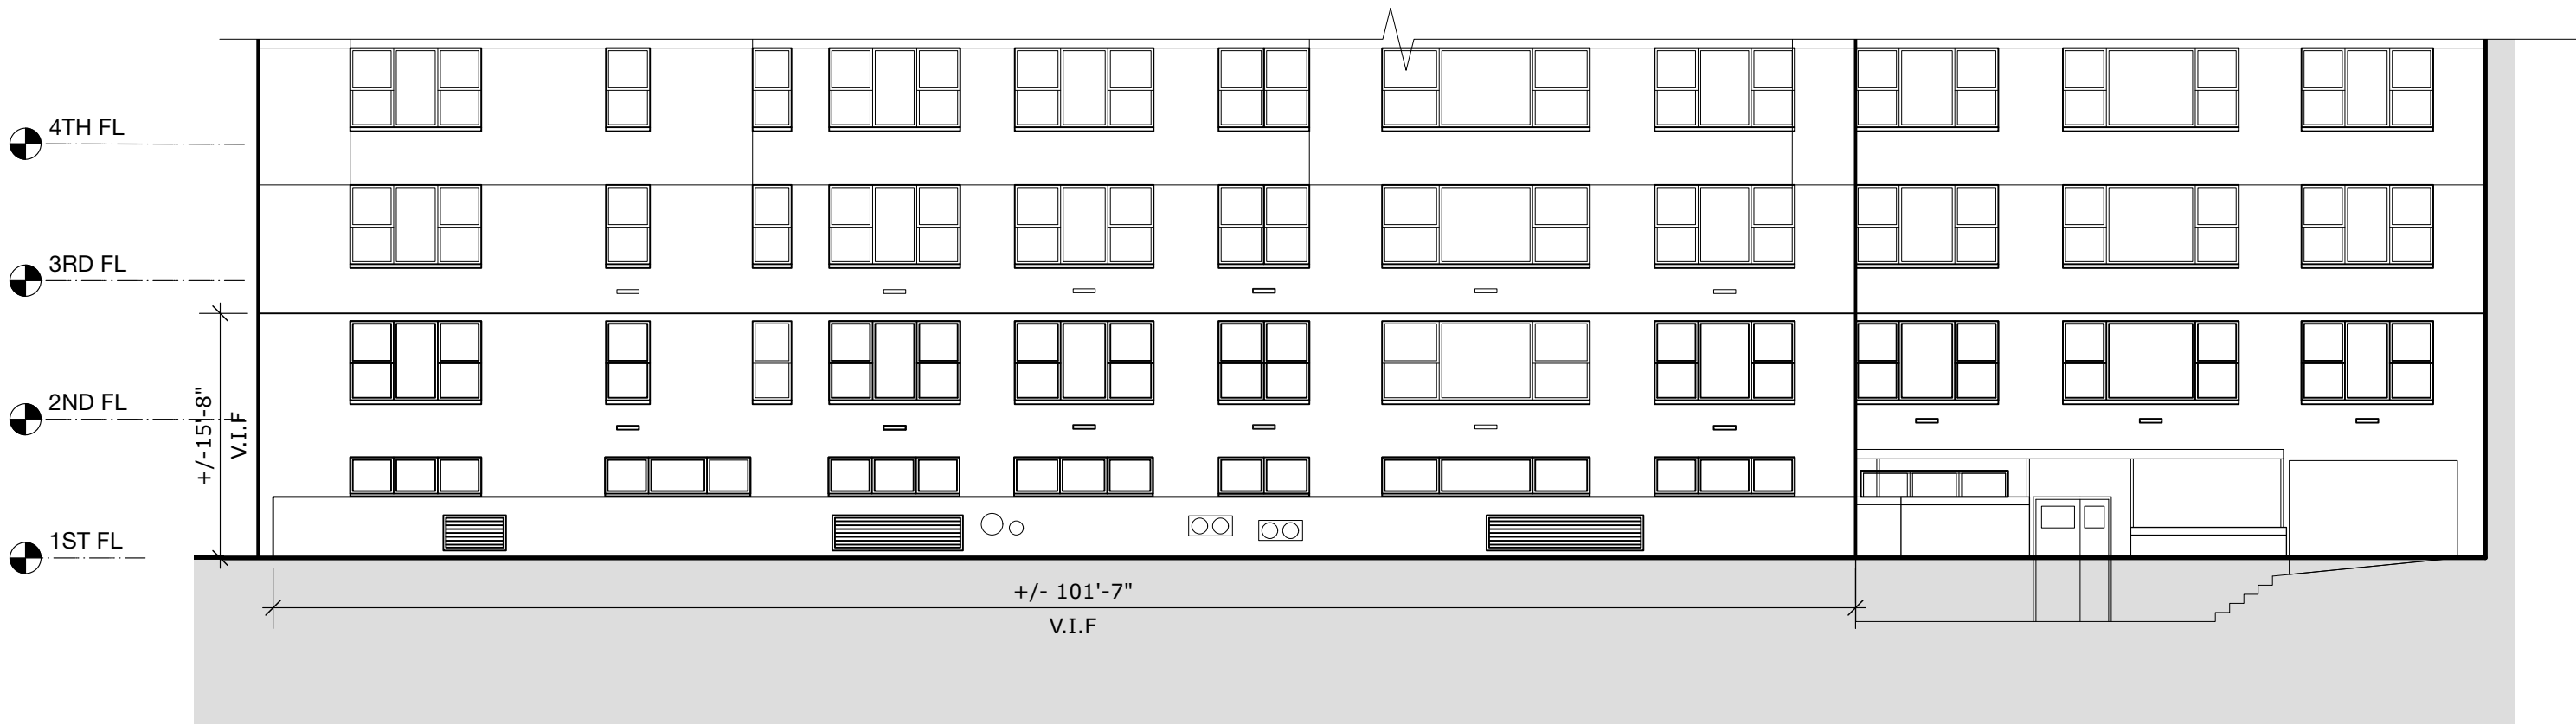 4TH FL
3RD FL
2ND FL
1ST FL
+/-15'-8"
V.I.F
+/- 101'-7"
V.I.F